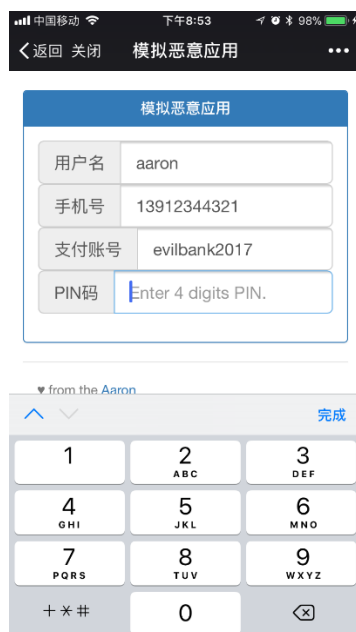 中国移动 下午8:53 98%
返回 关闭 模拟恶意应用
模拟恶意应用
用户名 aaron
手机号 13912344321
支付账号 evilbank2017
PIN码 Enter 4 digits PIN.
♥ from the Aaron
完成
1 2 3
ABC DEF
4 5 6
GHI JKL MNO
7 8 9
PQRS TUV WXYZ
+*# 0